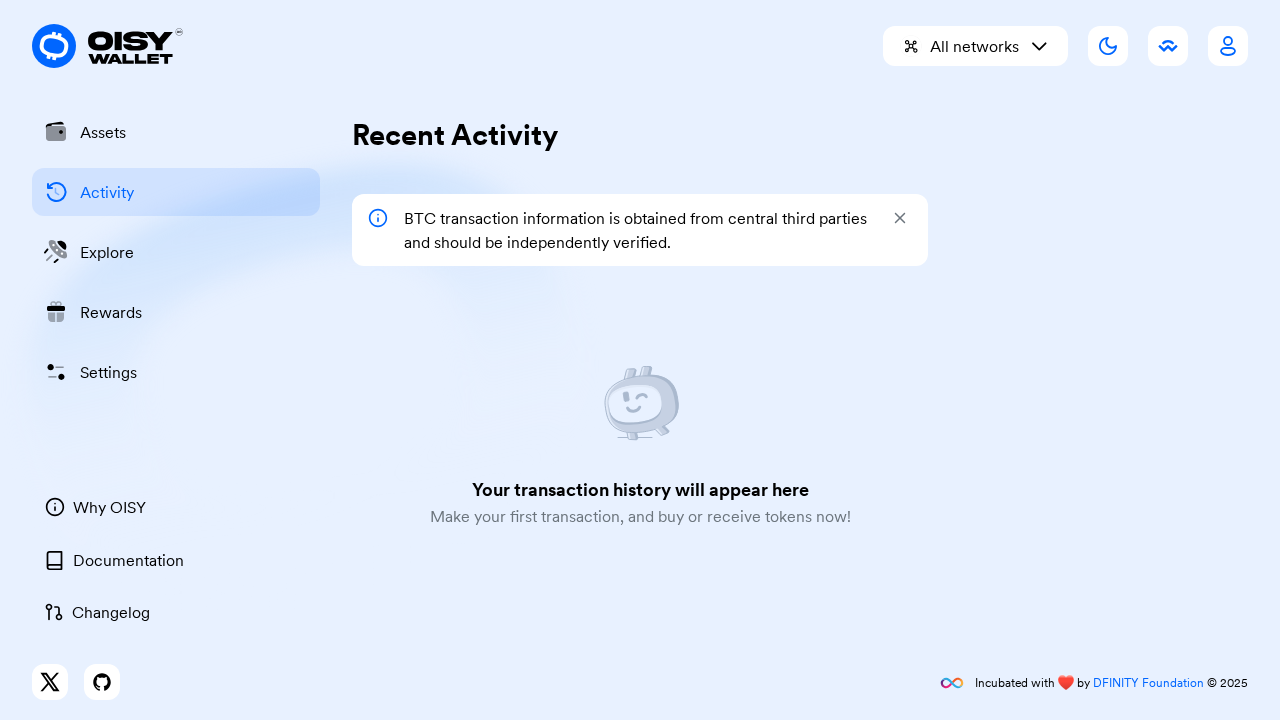 OISY
WALLET
All networks
Assets
Activity
Explore
Rewards
Settings
Recent Activity
BTC transaction information is obtained from central third parties
and should be independently verified.
Your transaction history will appear here
Make your first transaction, and buy or receive tokens now!
Why OISY
Documentation
Changelog
Incubated with ❤️ by DFINITY Foundation © 2025